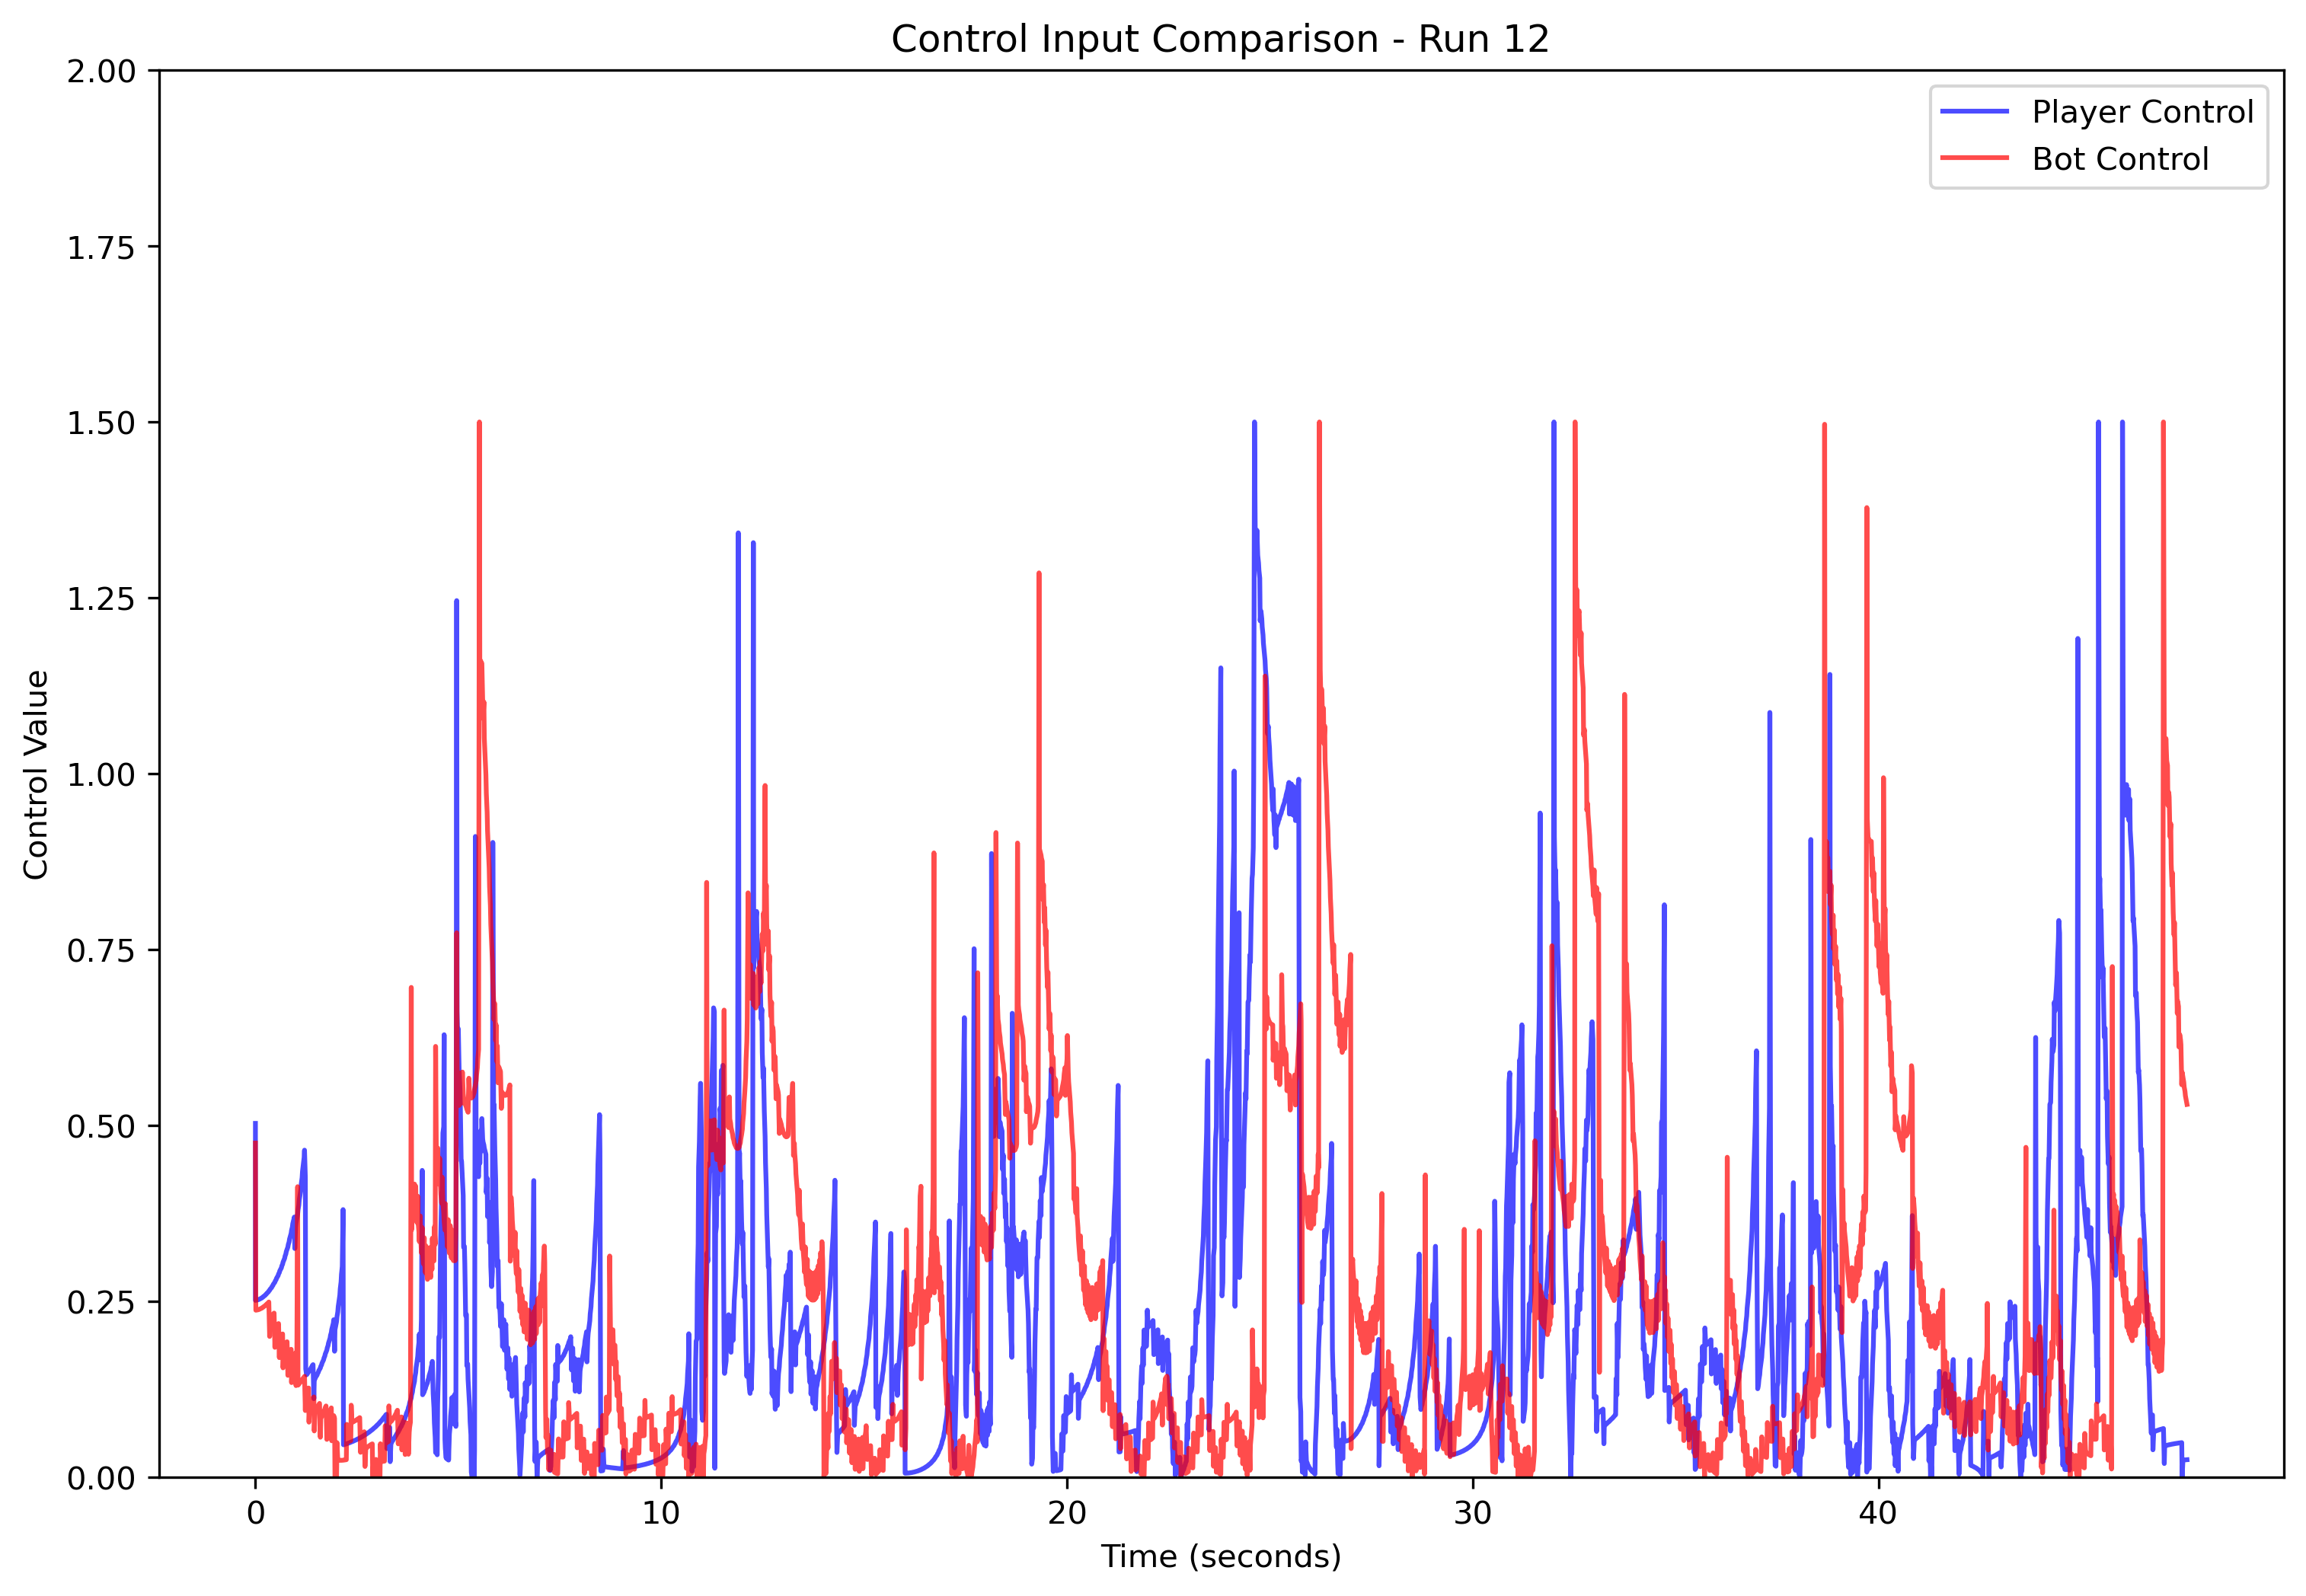 Control Input Comparison - Run 12
2.00
1.75
1.50
1.25
1.00
0.75
0.50
0.25
0.00
Control Value
Player Control
Bot Control
0
10
20
30
40
Time (seconds)